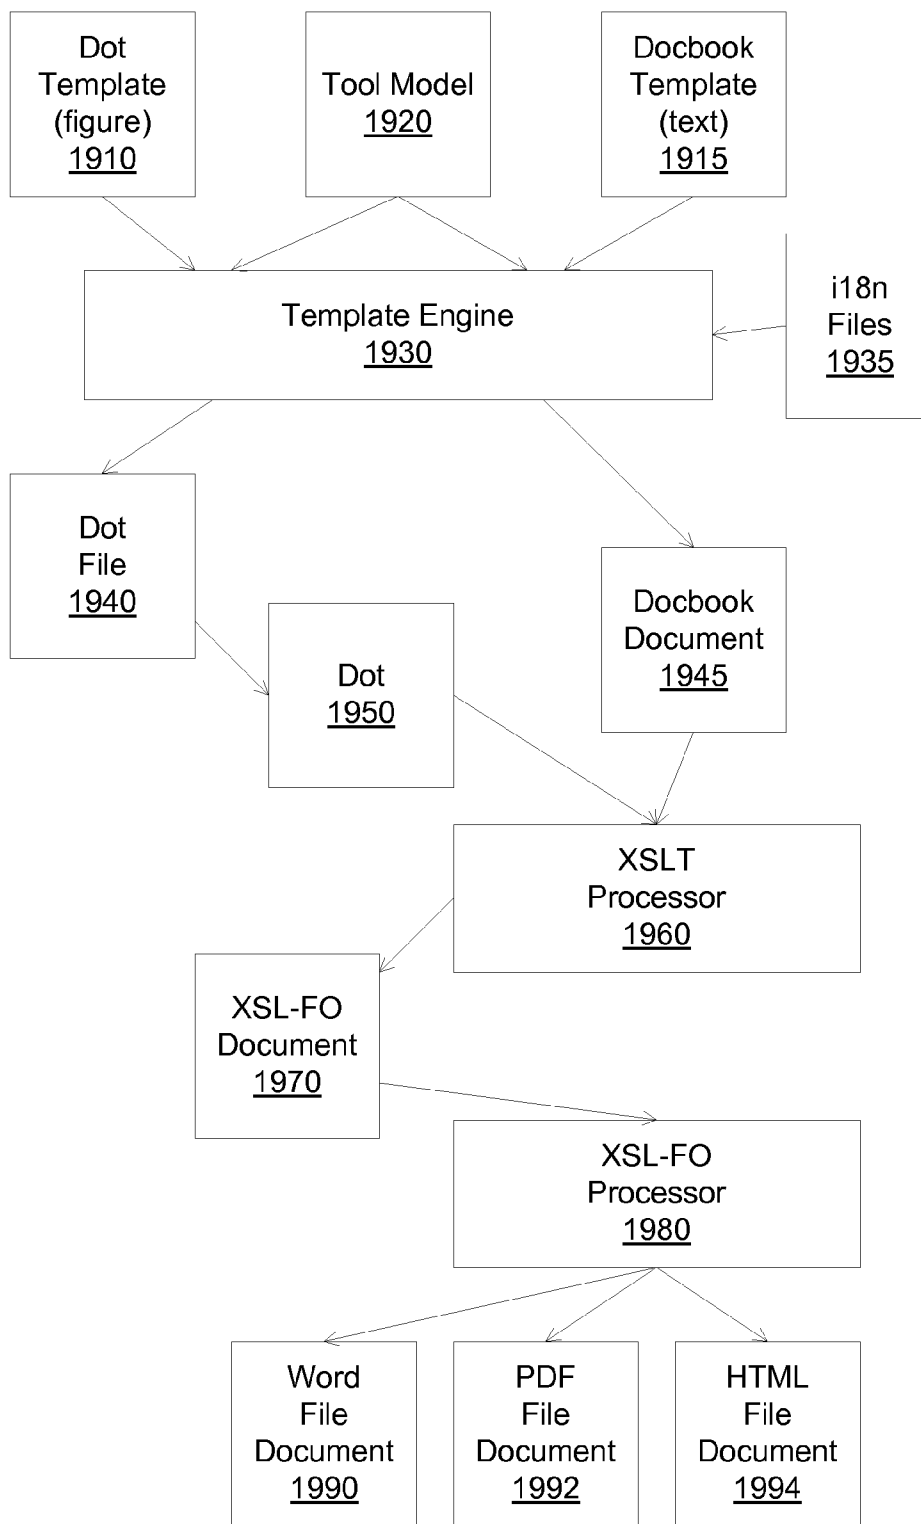 Dot
Template
(figure)
1910
Tool Model
1920
Docbook
Template
(text)
1915
i18n
Files
1935
Template Engine
1930
Dot
File
1940
Docbook
Document
1945
Dot
1950
XSLT
Processor
1960
XSL-FO
Document
1970
XSL-FO
Processor
1980
Word
File
Document
1990
PDF
File
Document
1992
HTML
File
Document
1994